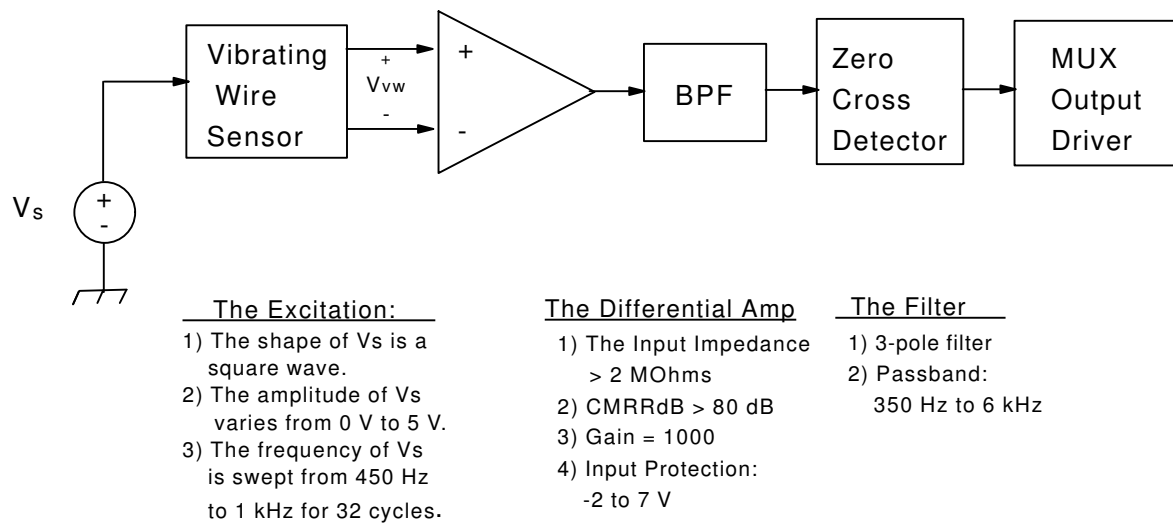 Vibrating
Wire
Sensor
+
Vvw
-
+
-
BPF
Zero
Cross
Detector
MUX
Output
Driver
Vs
+
-
The Excitation:
1) The shape of Vs is a
square wave.
2) The amplitude of Vs
varies from 0 V to 5 V.
3) The frequency of Vs
is swept from 450 Hz
to 1 kHz for 32 cycles.
The Differential Amp
1) The Input Impedance
> 2 MOhms
2) CMRRdB > 80 dB
3) Gain = 1000
4) Input Protection:
-2 to 7 V
The Filter
1) 3-pole filter
2) Passband:
350 Hz to 6 kHz